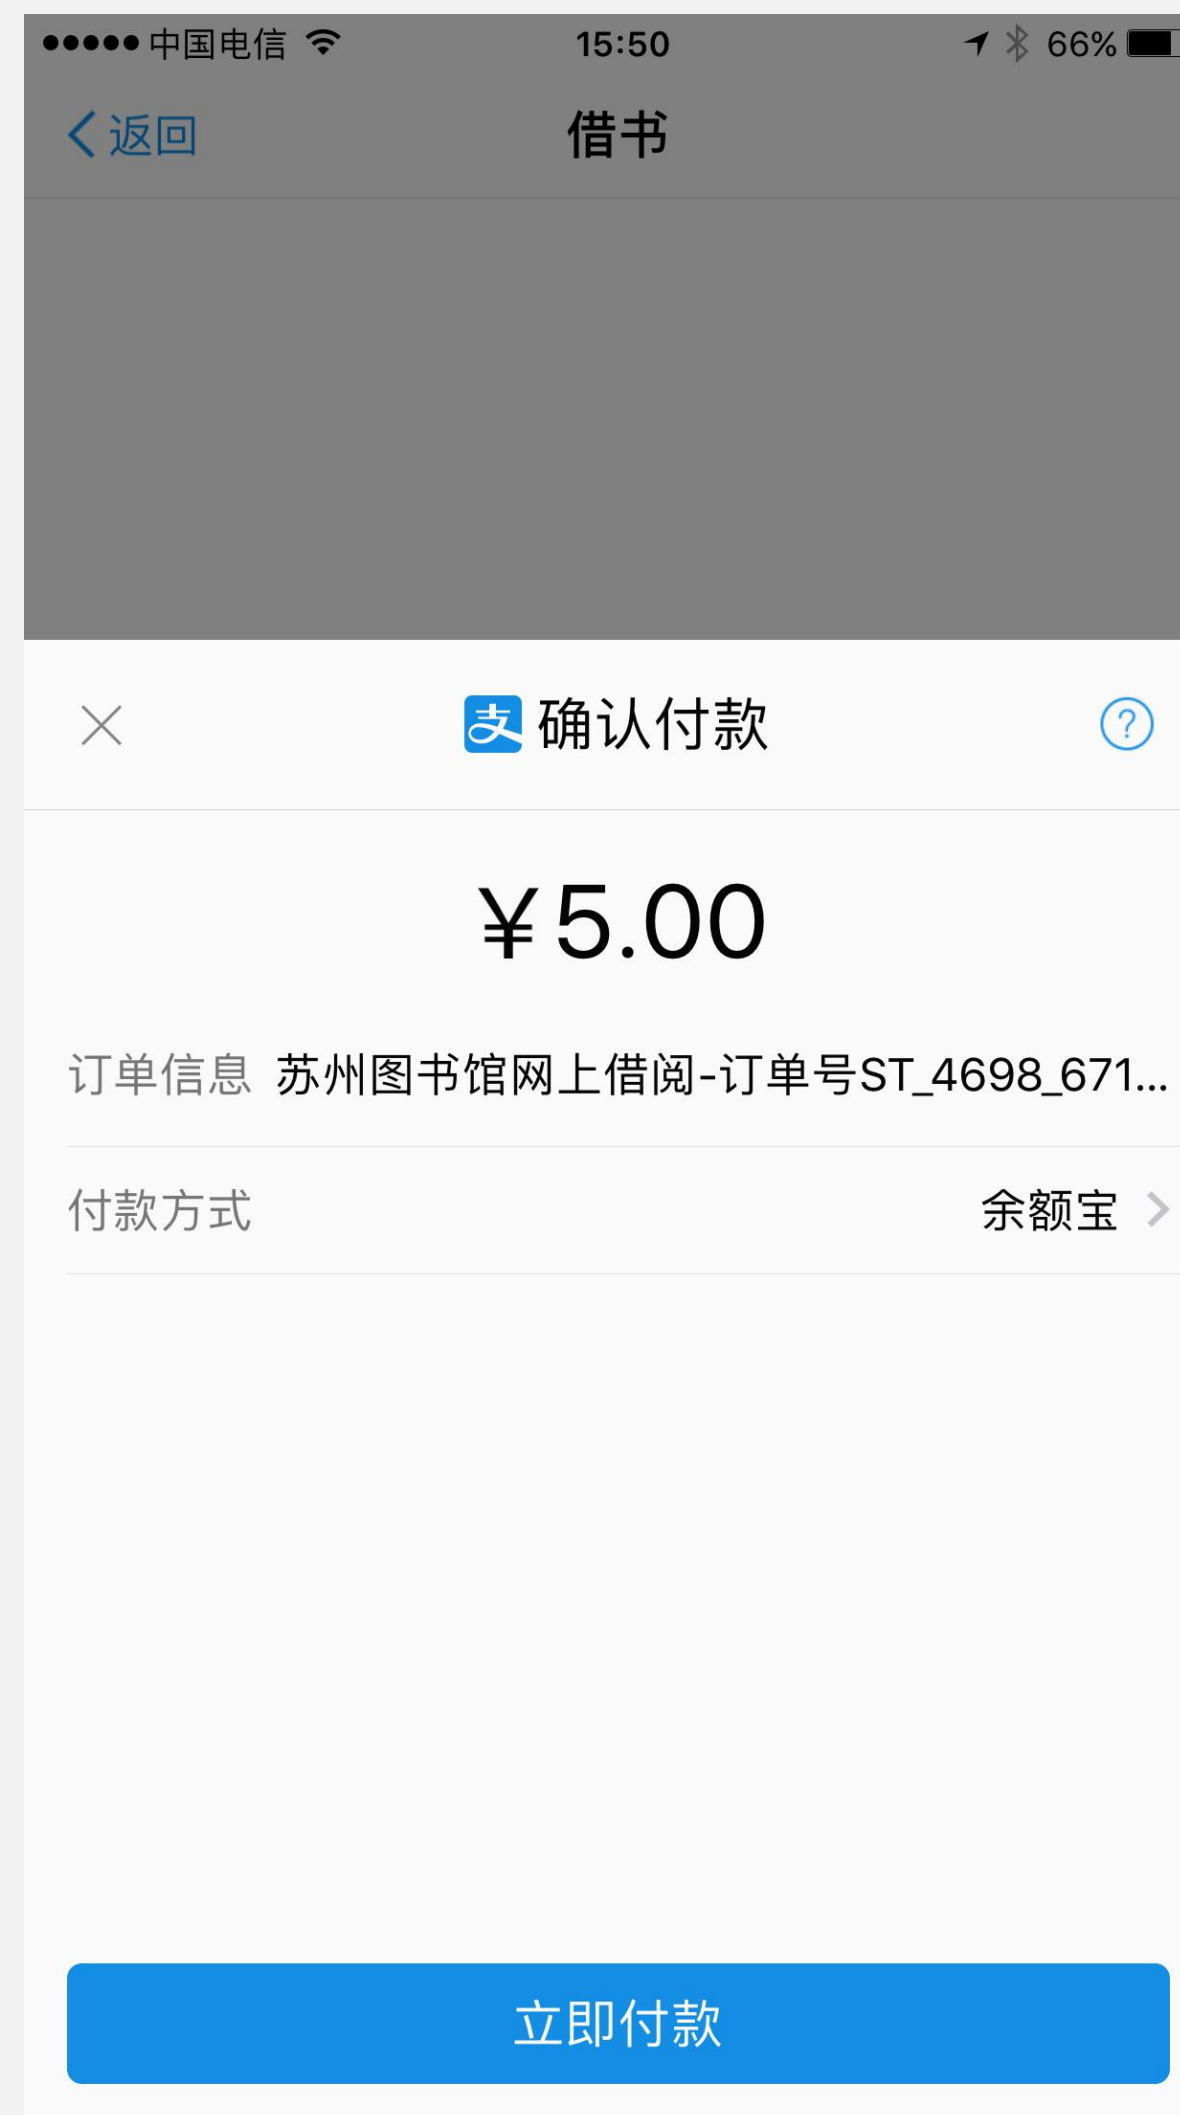 中国电信 15:50 66%
返回 借书
支 确认付款 ?
¥5.00
订单信息 苏州图书馆网上借阅-订单号ST_4698_671...
付款方式 余额宝
立即付款